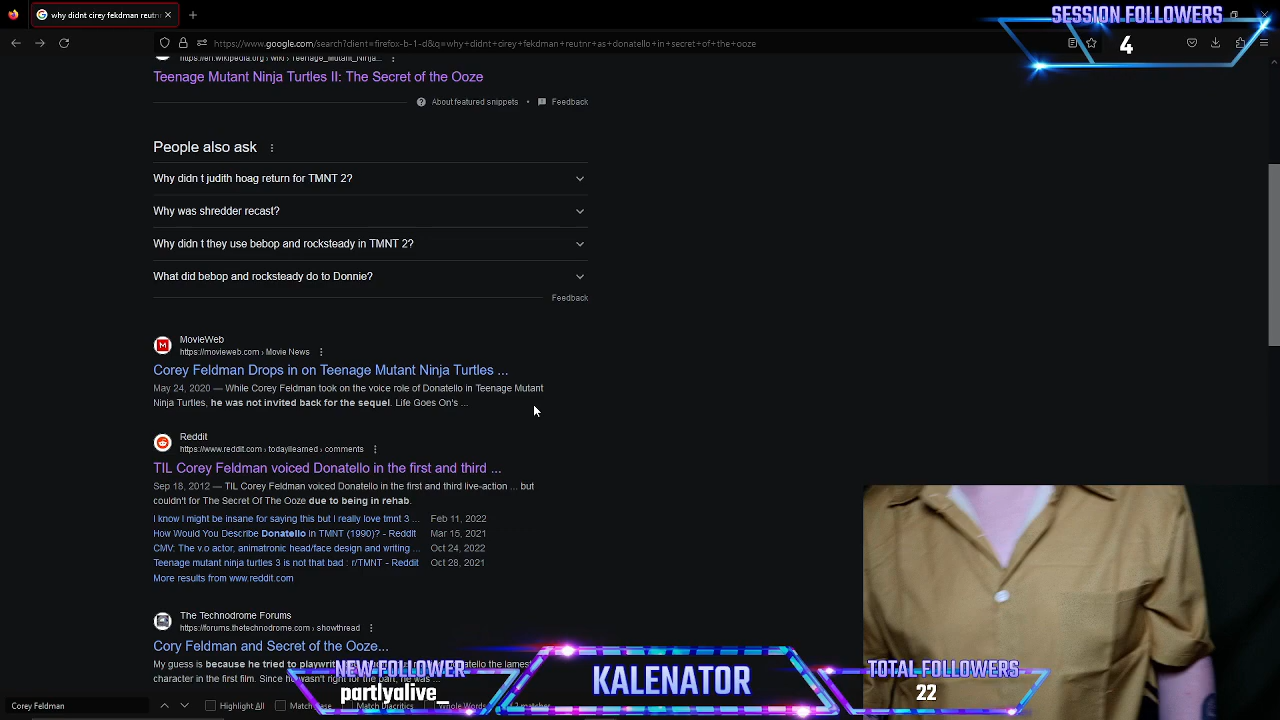 why didnt cirey fekdman reutnr
SESSION FOLLOWERS
4
https://www.google.com/search?client=firefox-b-1-d&q=why+didnt+cirey+fekdman+reutnr+as+donatello+in+secret+of+the+ooze
https://en.wikipedia.org › wiki › Teenage_Mutant_Ninja...
Teenage Mutant Ninja Turtles II: The Secret of the Ooze
About featured snippets • Feedback
People also ask
Why didn t judith hoag return for TMNT 2?
Why was shredder recast?
Why didn t they use bebop and rocksteady in TMNT 2?
What did bebop and rocksteady do to Donnie?
Feedback
MovieWeb
https://movieweb.com › Movie News
Corey Feldman Drops in on Teenage Mutant Ninja Turtles ...
May 24, 2020 — While Corey Feldman took on the voice role of Donatello in Teenage Mutant
Ninja Turtles, he was not invited back for the sequel. Life Goes On's ...
Reddit
https://www.reddit.com › todayilearned › comments
TIL Corey Feldman voiced Donatello in the first and third ...
Sep 18, 2012 — TIL Corey Feldman voiced Donatello in the first and third live-action ... but
couldn't for The Secret Of The Ooze due to being in rehab.
I know I might be insane for saying this but I really love tmnt 3 ... Feb 11, 2022
How Would You Describe Donatello in TMNT (1990)? - Reddit Mar 15, 2021
CMV: The v.o actor, animatronic head/face design and writing ... Oct 24, 2022
Teenage mutant ninja turtles 3 is not that bad : r/TMNT - Reddit Oct 28, 2021
More results from www.reddit.com
The Technodrome Forums
https://forums.thetechnodrome.com › showthread
Cory Feldman and Secret of the Ooze...
My guess is because he tried to playwrite
the lames
character in the first film. Since
NEW FOLLOWER
partlyalive_
KALENATOR
TOTAL FOLLOWERS
22
Corey Feldman
Highlight All
Match Diacritics
Whole Words